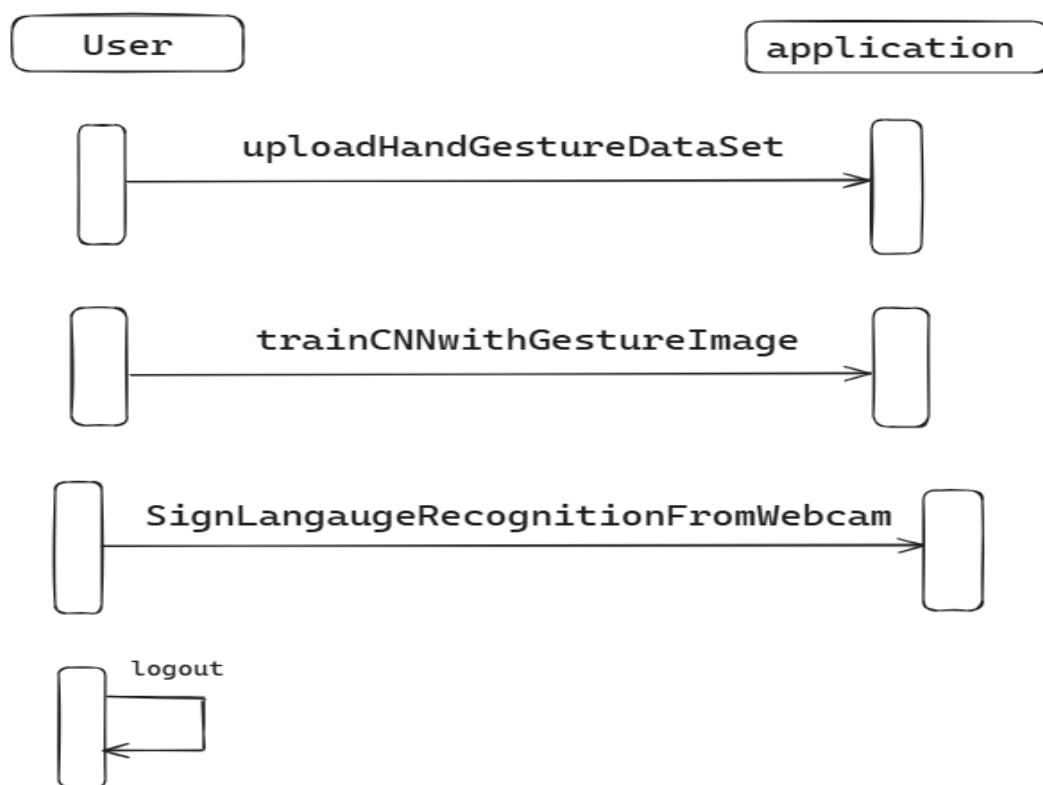 User
application
uploadHandGestureDataSet
trainCNNwithGestureImage
SignLangaugeRecognitionFromWebcam
logout